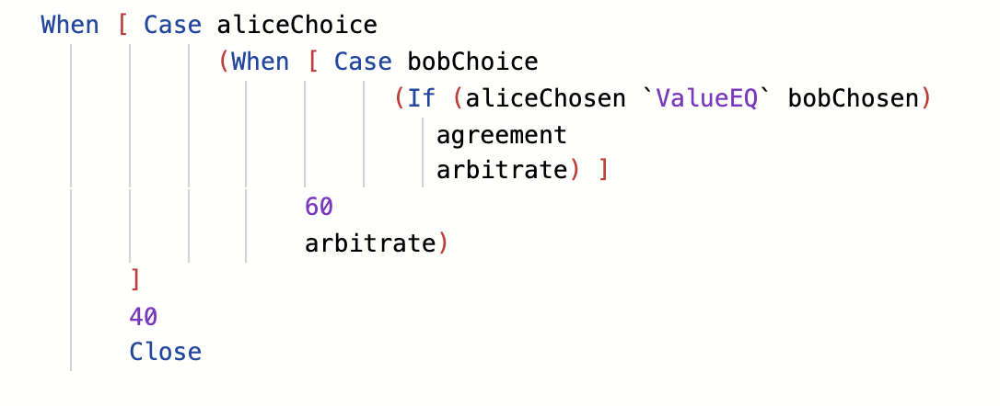 When [ Case aliceChoice
(When [ Case bobChoice
(If (aliceChosen `ValueEQ` bobChosen)
agreement
arbitrate) ]
60
arbitrate)
]
40
Close